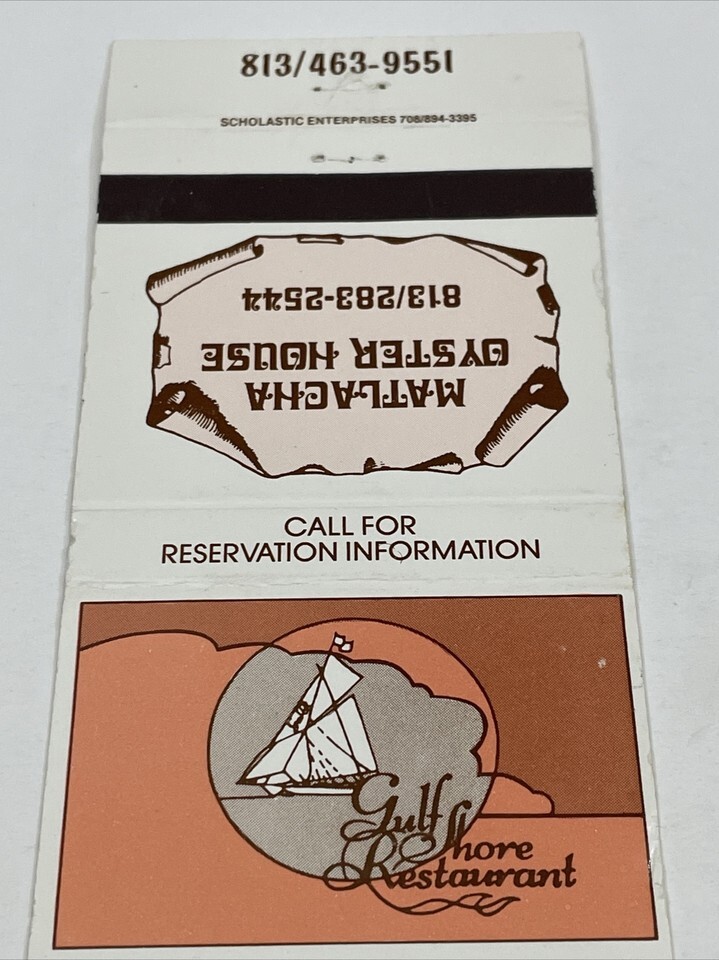 813/463-9551
SCHOLASTIC ENTERPRISES 708/894-3395
MATLACHA
OYSTER HOUSE
813/283-2544
CALL FOR
RESERVATION INFORMATION
Gulf Shore
Restaurant